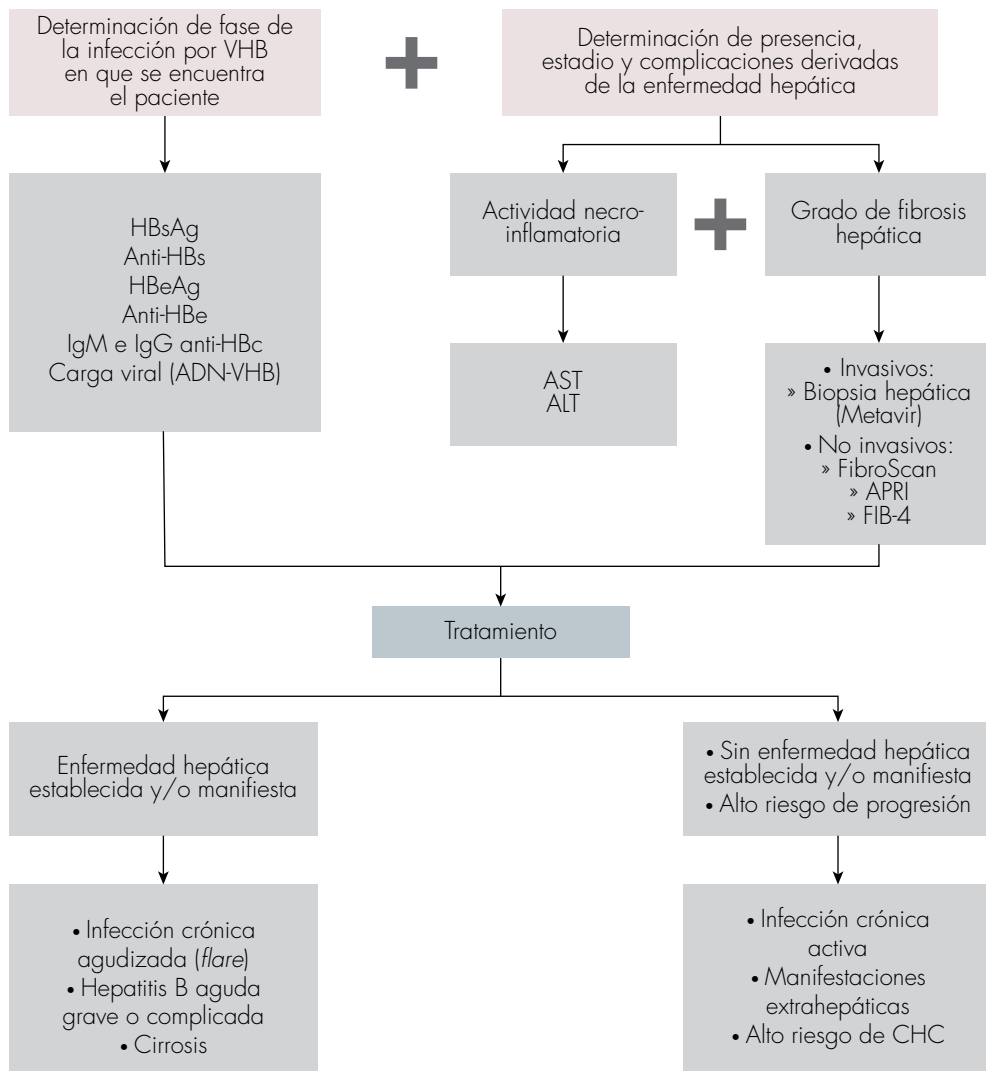 Determinación de fase de
la infección por VHB
en que se encuentra
el paciente
+
Determinación de presencia,
estadio y complicaciones derivadas
de la enfermedad hepática
HBsAg
Anti-HBs
HBeAg
Anti-HBe
IgM e IgG anti-HBc
Carga viral (ADN-VHB)
Actividad necro-
inflamatoria
+
Grado de fibrosis
hepática
AST
ALT
• Invasivos:
» Biopsia hepática
(Metavir)
• No invasivos:
» FibroScan
» APRI
» FIB-4
Tratamiento
Enfermedad hepática
establecida y/o manifiesta
• Sin enfermedad hepática
establecida y/o manifiesta
• Alto riesgo de progresión
• Infección crónica
agudizada (flare)
• Hepatitis B aguda
grave o complicada
• Cirrosis
• Infección crónica
activa
• Manifestaciones
extrahepáticas
• Alto riesgo de CHC